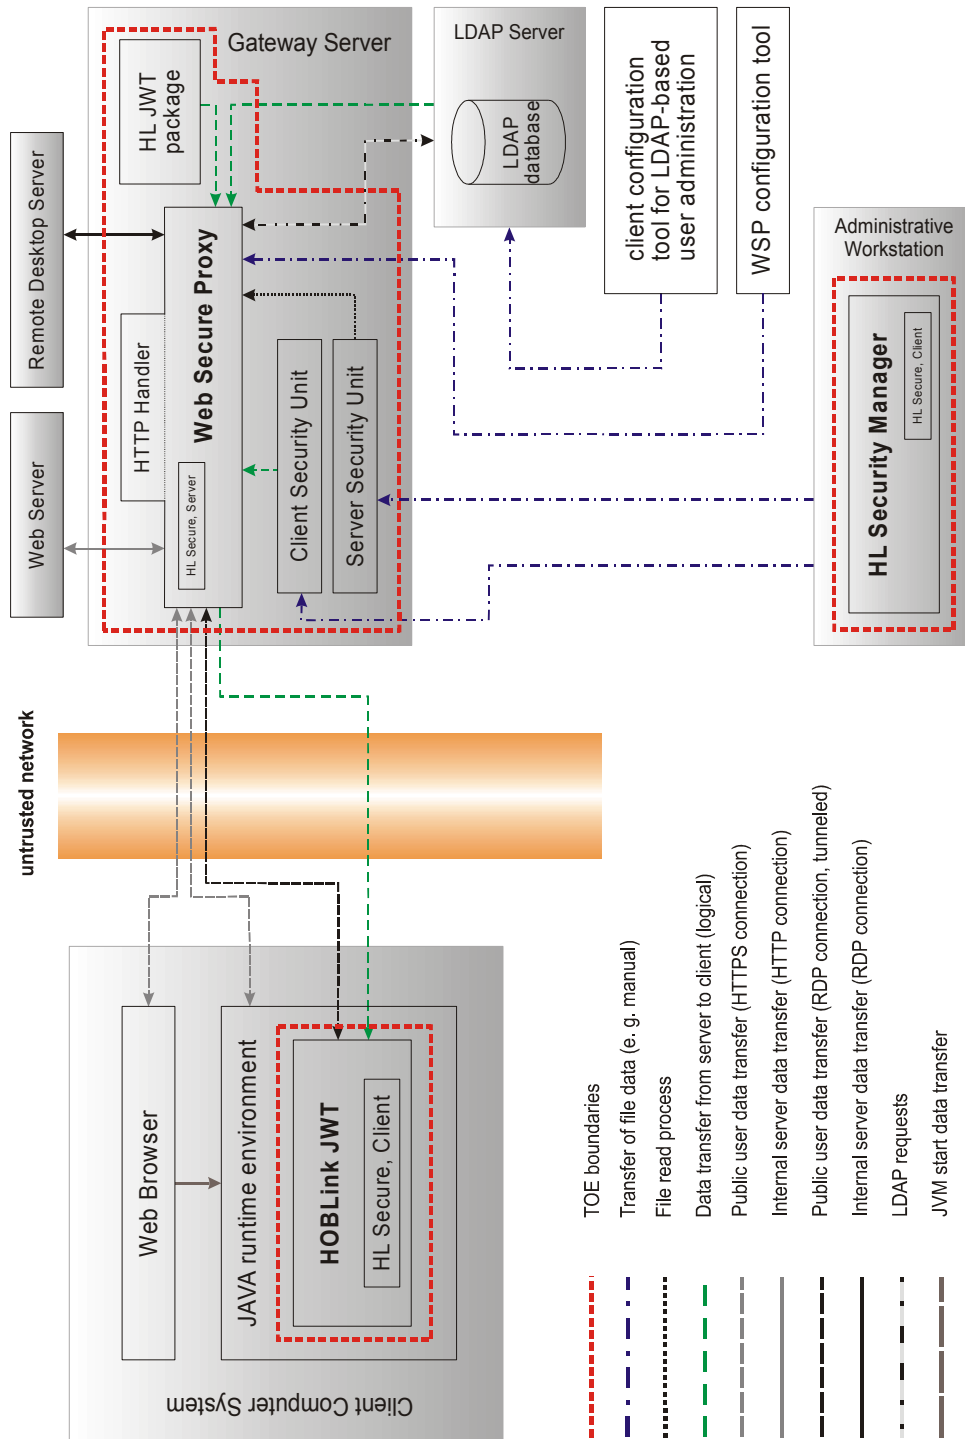 Client Computer System
Web Browser
JAVA runtime environment
HOBLink JWT
HL Secure, Client
untrusted network
Web Server
Remote Desktop Server
Gateway Server
HTTP Handler
HL Secure, Server
Web Secure Proxy
HL JWT
package
Client Security Unit
Server Security Unit
LDAP Server
LDAP
database
client configuration
tool for LDAP-based
user administration
WSP configuration tool
Administrative
Workstation
HL Security Manager
HL Secure, Client
TOE boundaries
Transfer of file data (e. g. manual)
File read process
Data transfer from server to client (logical)
Public user data transfer (HTTPS connection)
Internal server data transfer (HTTP connection)
Public user data transfer (RDP connection, tunneled)
Internal server data transfer (RDP connection)
LDAP requests
JVM start data transfer